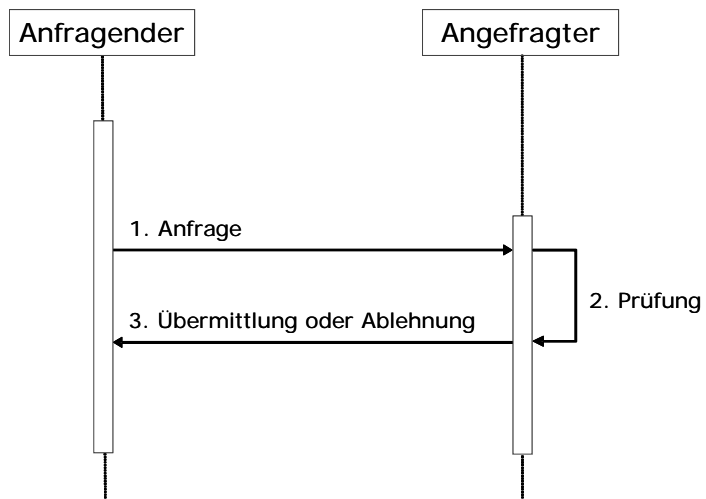 Anfragender
Angefragter
1. Anfrage
2. Prüfung
3. Übermittlung oder Ablehnung